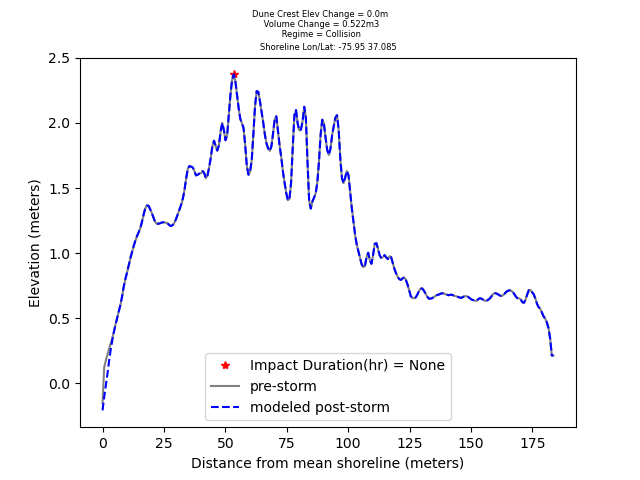 Dune Crest Elev Change = 0.0m
Volume Change = 0.522m3
Regime = Collision
Shoreline Lon/Lat: -75.95 37.085
2.5
2.0
1.5
1.0
0.5
0.0
Elevation (meters)
Impact Duration(hr) = None
pre-storm
modeled post-storm
0 25 50 75 100 125 150 175
Distance from mean shoreline (meters)